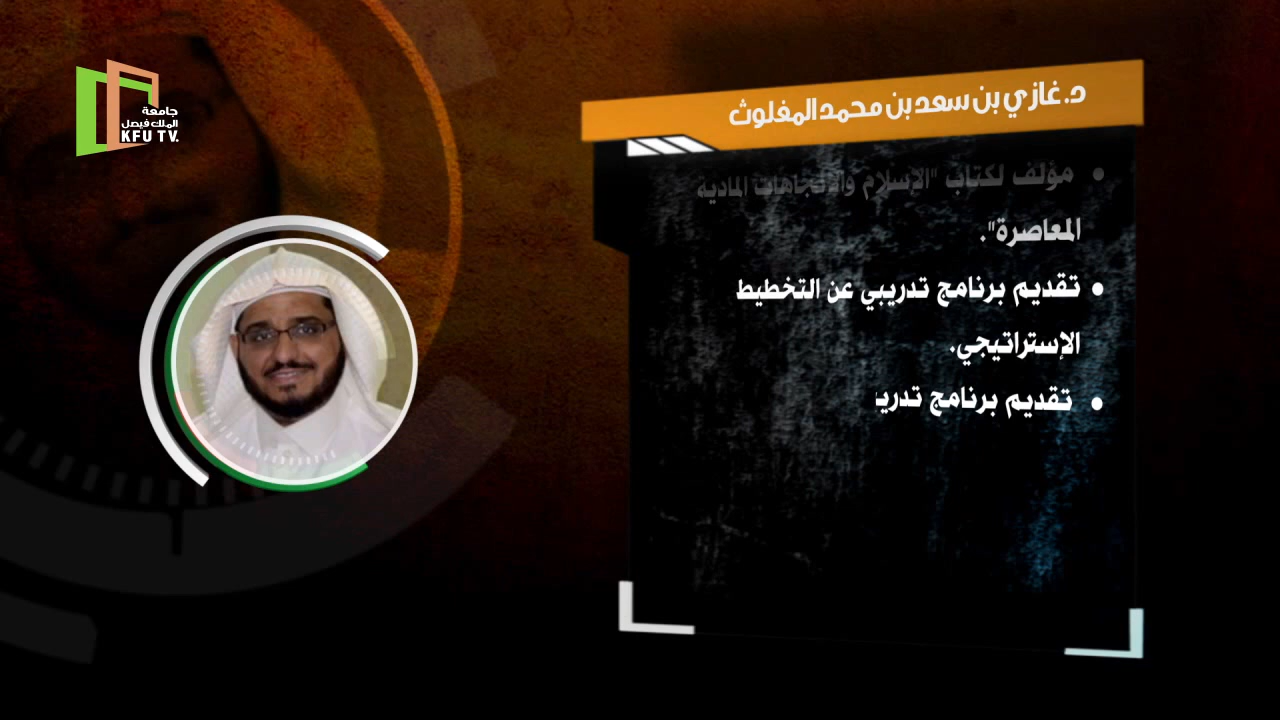 جامعة
الملك فيصل
KFU TV.
د. غازي بن سعد بن محمد المغلوث
• مؤلف لكتاب "الإسلام والاتجاهات المادية
المعاصرة".
• تقديم برنامج تدريبي عن التخطيط
الإستراتيجي.
• تقديم برنامج تدريـ